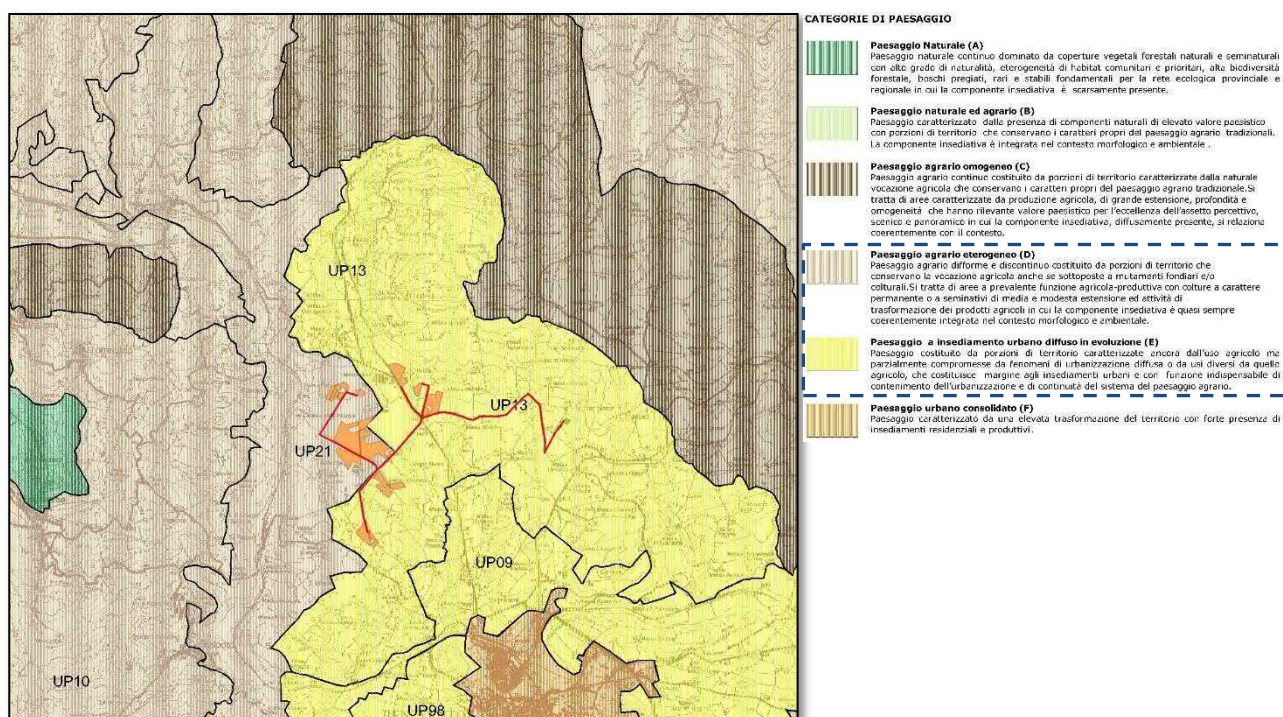 CATEGORIE DI PAESAGGIO
Paesaggio Naturale (A)
Paesaggio naturale continuo dominato da coperture vegetali forestali naturali e seminaturali
con alto grado di naturalità, eterogeneità di habitat comunitari e prioritari, alta biodiversità
forestale, boschi pregiati, rari e stabili fondamentali per la rete ecologica provinciale e
regionale in cui la componente insediativa è scarsamente presente.
Paesaggio naturale ed agrario (B)
Paesaggio caratterizzato dalla presenza di componenti naturali di elevato valore paesistico
con porzioni di territorio che conservano i caratteri propri del paesaggio agrario tradizionali.
La componente insediativa è integrata nel contesto morfologico e ambientale .
Paesaggio agrario omogeneo (C)
Paesaggio agrario continuo costituito da porzioni di territorio caratterizzate dalla naturale
vocazione agricola che conservano i caratteri propri del paesaggio agrario tradizionale.Si
tratta di aree caratterizzate da produzione agricola, di grande estensione, profondità e
omogeneità che hanno rilevante valore paesistico per l'eccellenza dell'assetto percettivo,
scenico e panoramico in cui la componente insediativa, diffusamente presente, si relaziona
coerentemente con il contesto.
Paesaggio agrario eterogeneo (D)
Paesaggio agrario difforme e discontinuo costituito da porzioni di territorio che
conservano la vocazione agricola anche se sottoposte a mutamenti fondiari e/o
colturali.Si tratta di aree a prevalente funzione agricola-produttiva con colture a carattere
permanente o a seminativi di media e modesta estensione ed attività di
trasformazione dei prodotti agricoli in cui la componente insediativa è quasi sempre
coerentemente integrata nel contesto morfologico e ambientale.
Paesaggio a insediamento urbano diffuso in evoluzione (E)
Paesaggio costituito da porzioni di territorio caratterizzate ancora dall'uso agricolo ma
parzialmente compromesse da fenomeni di urbanizzazione diffusa o da usi diversi da quello
agricolo, che costituisce margine agli insediamenti urbani e con funzione indispensabile di
contenimento dell'urbanizzazione e di continuità del sistema del paesaggio agrario.
Paesaggio urbano consolidato (F)
Paesaggio caratterizzato da una elevata trasformazione del territorio con forte presenza di
insediamenti residenziali e produttivi.
UP13
UP13
UP21
UP09
UP10
UP98